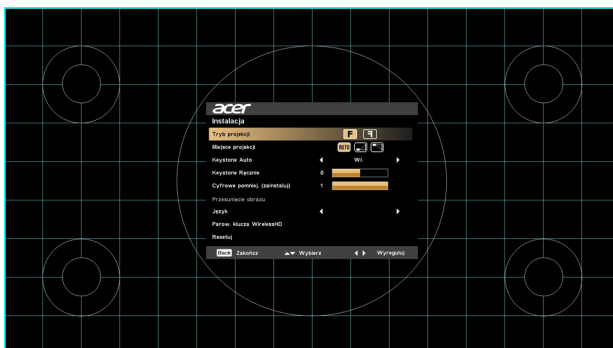 acer
Instalacja
Tryb projekcji F F
Miejsce projekcji AUTO
Keystone Auto Wł.
Keystone Ręcznie 0
Cyfrowe pomniej. (zainstaluj) 1
Przesunięcie obrazu
Język
Parow. klucza WirelessHD
Resetuj
Back Zakończ Wybierz Wyreguluj